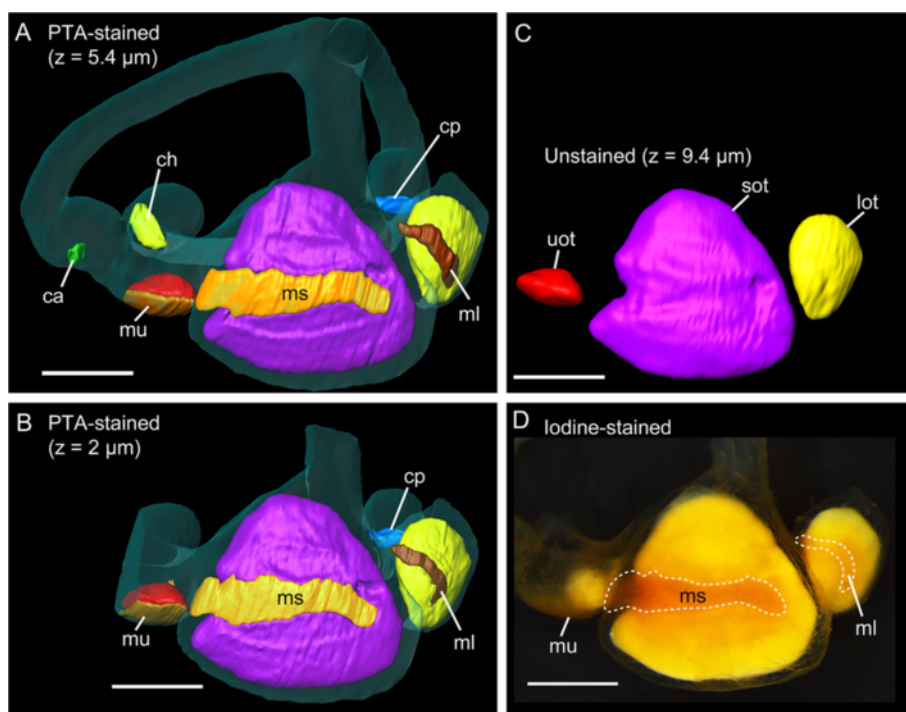 A PTA-stained
(z = 5.4 µm)
cp
ch
ca
mu
ms
ml
B PTA-stained
(z = 2 µm)
cp
ms
mu
ml
C
Unstained (z = 9.4 µm)
sot
lot
uot
D Iodine-stained
ms
mu
ml